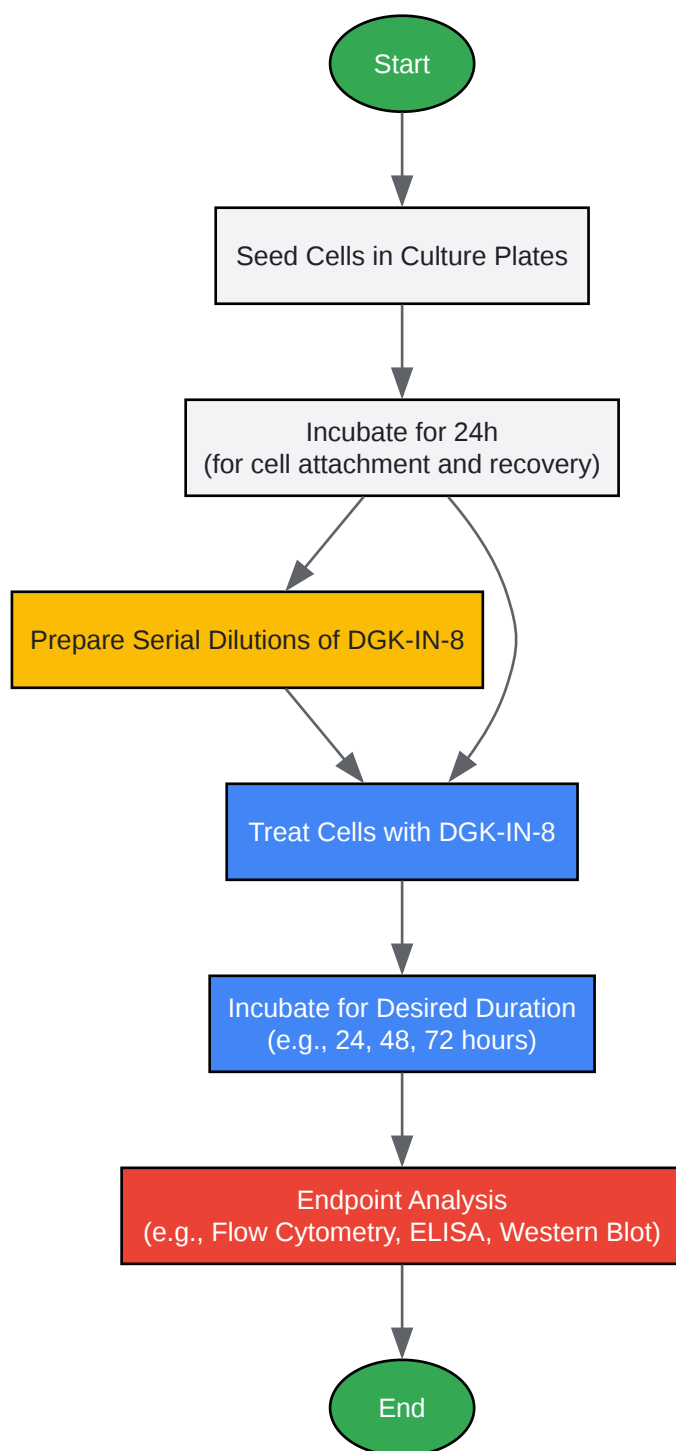 Start
Seed Cells in Culture Plates
Incubate for 24h
(for cell attachment and recovery)
Prepare Serial Dilutions of DGK-IN-8
Treat Cells with DGK-IN-8
Incubate for Desired Duration
(e.g., 24, 48, 72 hours)
Endpoint Analysis
(e.g., Flow Cytometry, ELISA, Western Blot)
End